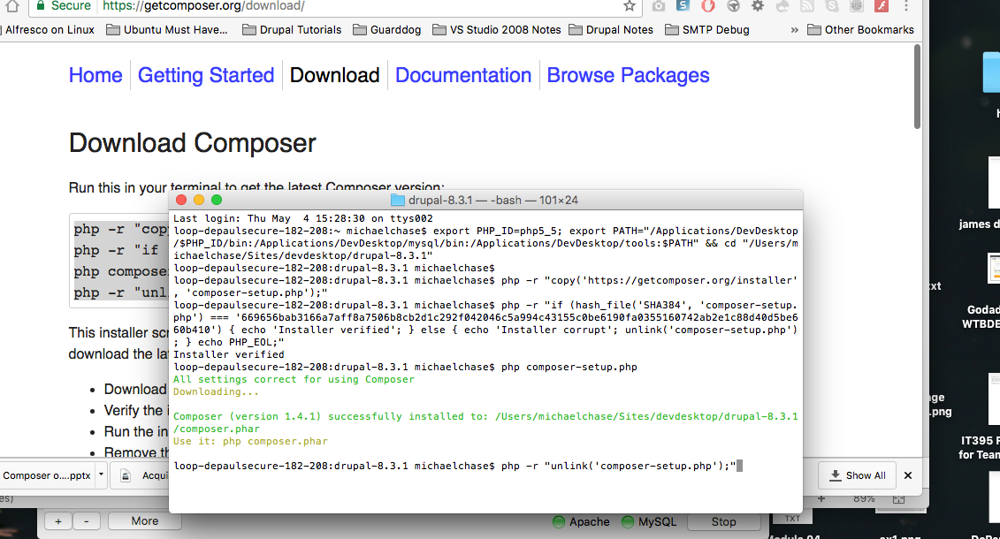 Secure https://getcomposer.org/download/
Alfresco on Linux Ubuntu Must Have... Drupal Tutorials Guarddog VS Studio 2008 Notes Drupal Notes SMTP Debug » Other Bookmarks
Home Getting Started Download Documentation Browse Packages
Download Composer
Run this in your terminal to get the latest Composer version:
php -r "copy
php -r "if
php compose
php -r "unl
This installer scr
download the la
• Download
• Verify the i
• Run the in
• Remove th
drupal-8.3.1 — -bash — 101×24
Last login: Thu May  4 15:28:30 on ttys002
loop-depaulsecure-182-208:~ michaelchase$ export PHP_ID=php5_5; export PATH="/Applications/DevDesktop
/$PHP_ID/bin:/Applications/DevDesktop/mysql/bin:/Applications/DevDesktop/tools:$PATH" && cd "/Users/m
ichaelchase/Sites/devdesktop/drupal-8.3.1"
loop-depaulsecure-182-208:drupal-8.3.1 michaelchase$
loop-depaulsecure-182-208:drupal-8.3.1 michaelchase$ php -r "copy('https://getcomposer.org/installer'
, 'composer-setup.php');"
loop-depaulsecure-182-208:drupal-8.3.1 michaelchase$ php -r "if (hash_file('SHA384', 'composer-setup.
php') === '669656bab3166a7aff8a7506b8cb2d1c292f042046c5a994c43155c0be6190fa0355160742ab2e1c88d40d5be6
60b410') { echo 'Installer verified'; } else { echo 'Installer corrupt'; unlink('composer-setup.php')
; } echo PHP_EOL;"
Installer verified
loop-depaulsecure-182-208:drupal-8.3.1 michaelchase$ php composer-setup.php
All settings correct for using Composer
Downloading...
Composer (version 1.4.1) successfully installed to: /Users/michaelchase/Sites/devdesktop/drupal-8.3.1
/composer.phar
Use it: php composer.phar
loop-depaulsecure-182-208:drupal-8.3.1 michaelchase$ php -r "unlink('composer-setup.php');"
james d
xt
Godad
WTBDE
ge
.png
IT395 P
for Team
Composer o....pptx Acqui Show All
es) 89%
+ - More Apache MySQL Stop
TXT